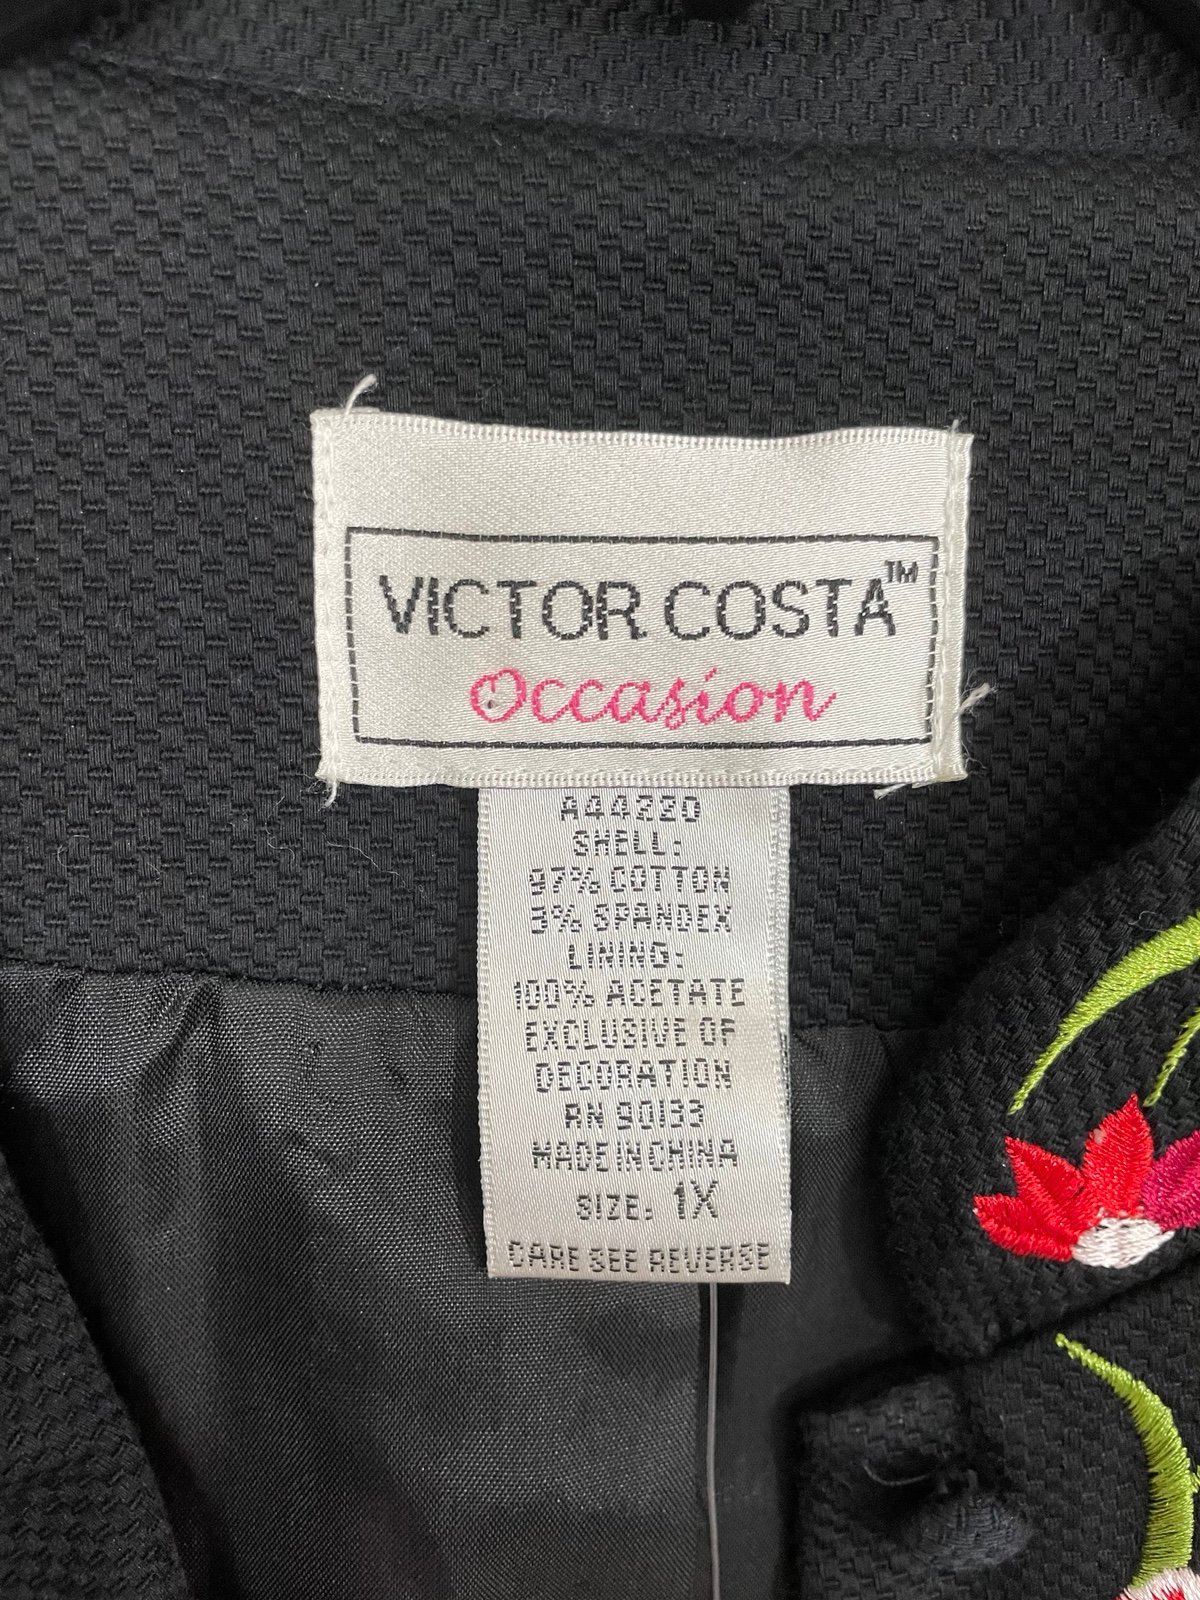 VICTOR COSTA™
Occasion
A44220
SHELL:
97% COTTON
3% SPANDEX
LINING:
100% ACETATE
EXCLUSIVE OF
DECORATION
RN 90133
MADE IN CHINA
SIZE: 1X
CARE SEE REVERSE